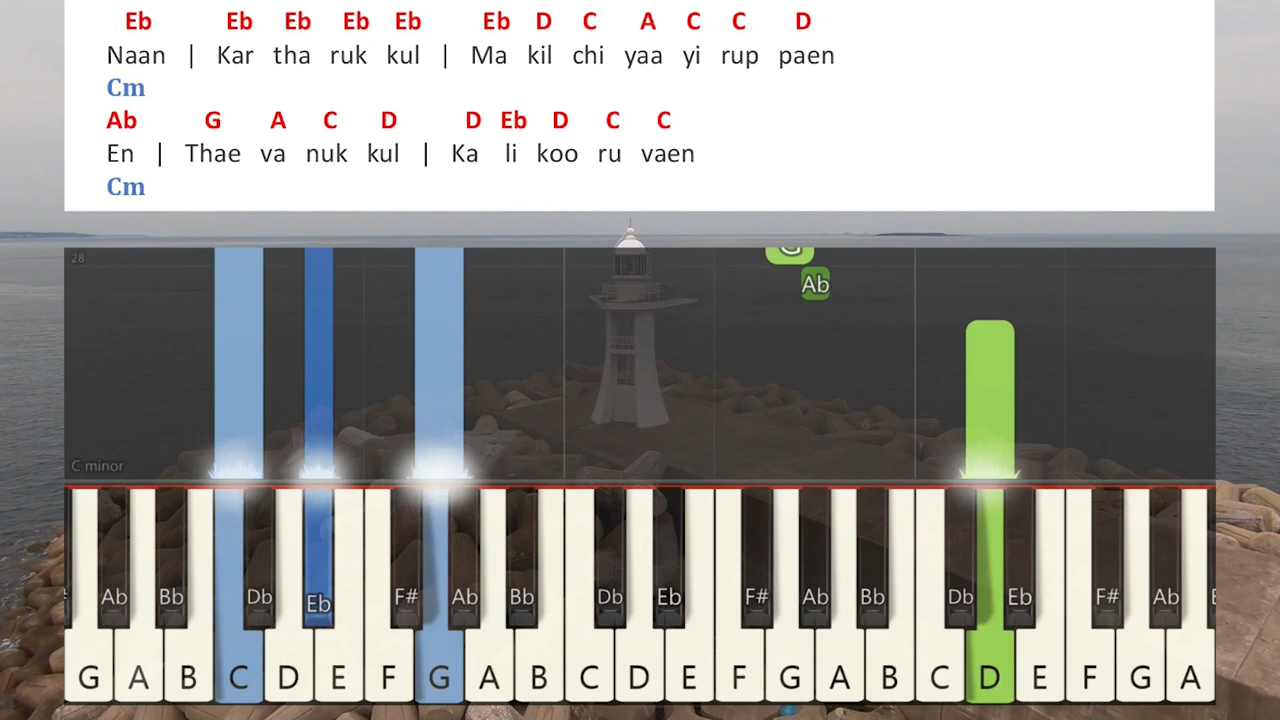 Eb Eb Eb Eb Eb Eb D C A C C D
Naan | Kar tha ruk kul | Ma kil chi yaa yi rup paen
Cm
Ab G A C D D Eb D C C
En | Thae va nuk kul | Ka li koo ru vaen
Cm
28
G
Ab
C minor
Ab Bb Db Eb F# Ab Bb Db Eb F# Ab Bb Db Eb F# Ab
G A B C D E F G A B C D E F G A B C D E F G A